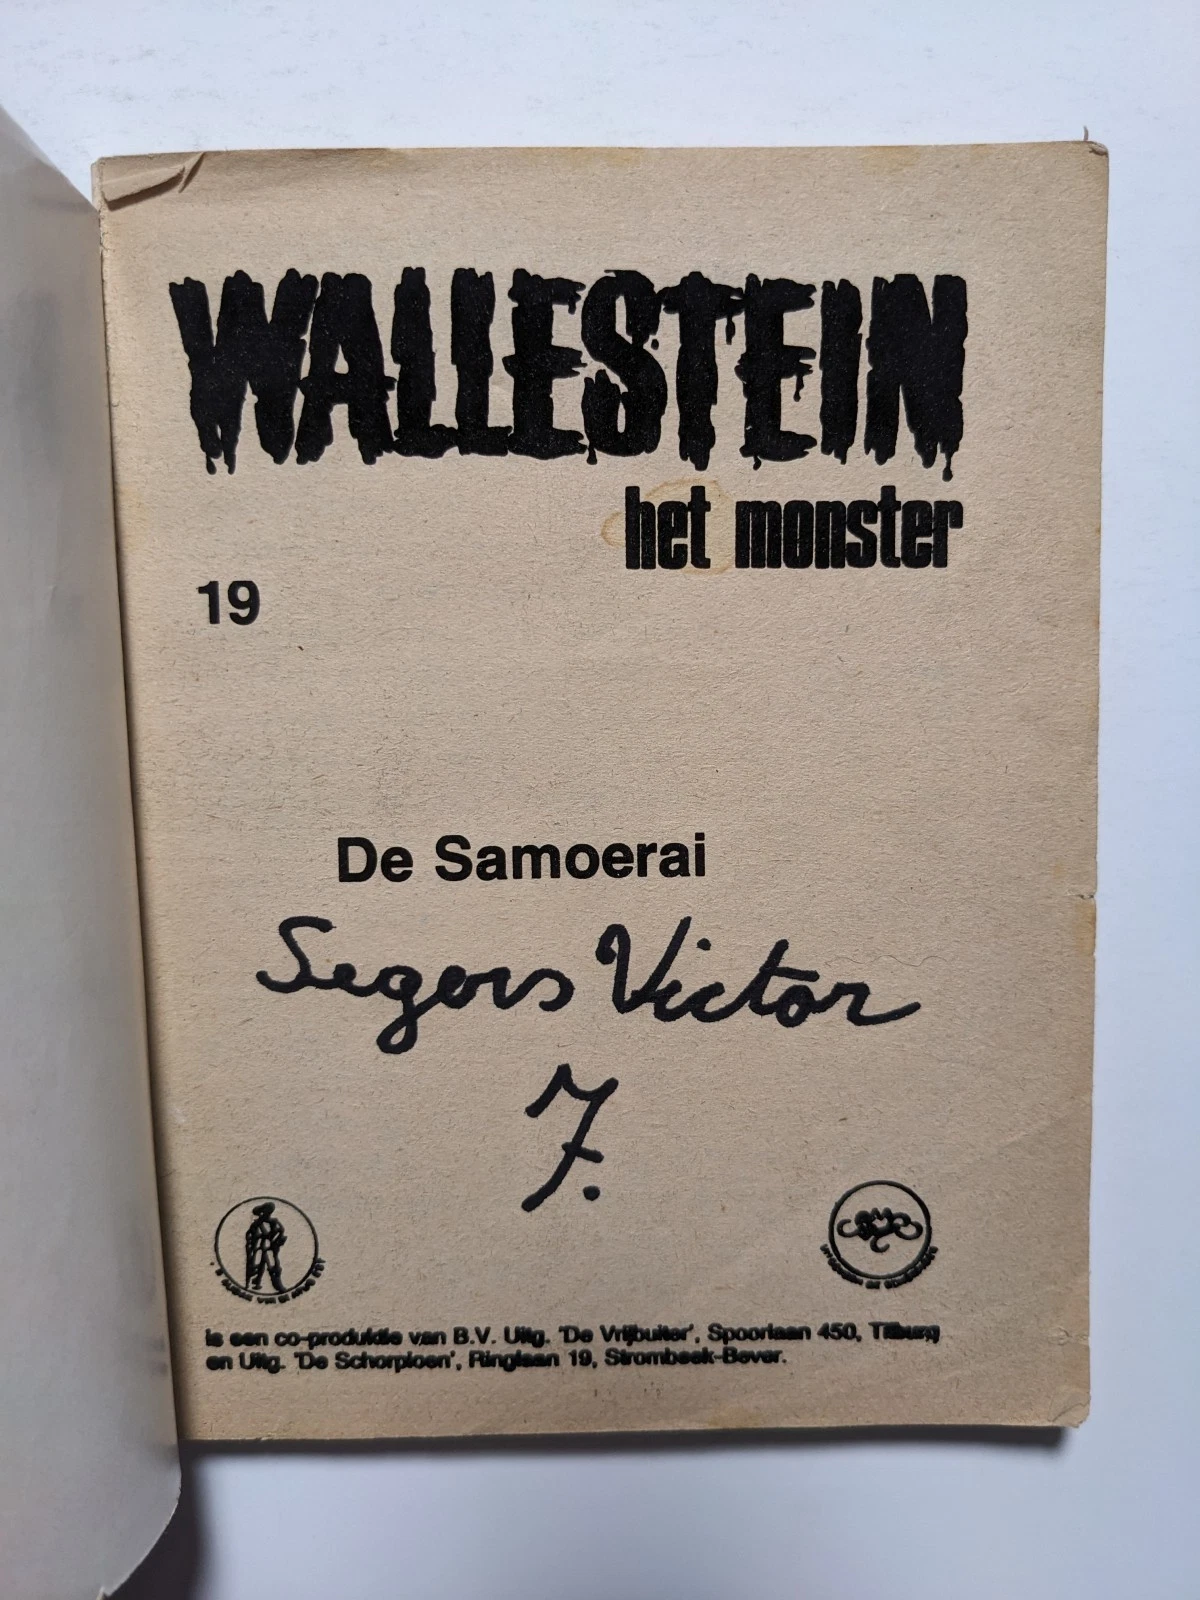 WALLESTEIN
het monster
19
De Samoerai
Segers Victor
7.
is een co-produktie van B.V. Uitg. 'De Vrijbuiter', Spoorlaan 450, Tilburg
en Uitg. 'De Schorpioen', Ringlaan 19, Strombeek-Bever.